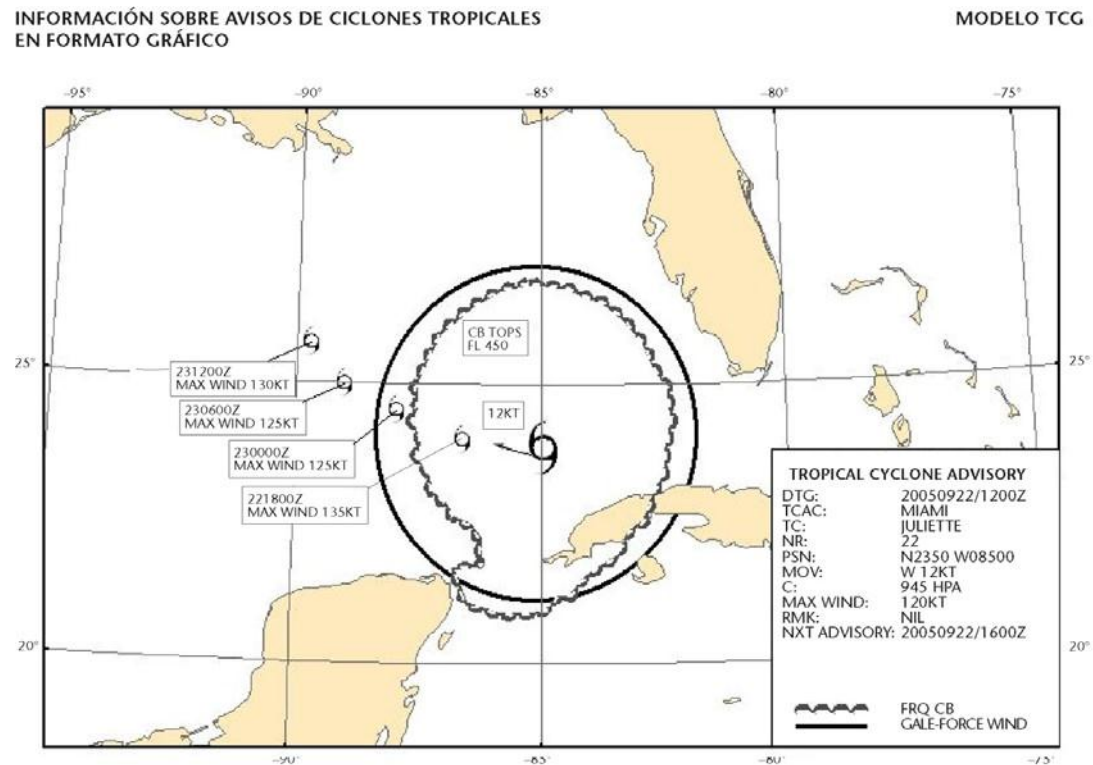 INFORMACIÓN SOBRE AVISOS DE CICLONES TROPICALES
EN FORMATO GRÁFICO
MODELO TCG
-95° -90° -85° -80° -75°
CB TOPS
FL 450
25° 25°
231200Z
MAX WIND 130KT
230600Z
MAX WIND 125KT
12KT
230000Z
MAX WIND 125KT
221800Z
MAX WIND 135KT
TROPICAL CYCLONE ADVISORY
DTG: 20050922/1200Z
TCAC: MIAMI
TC: JULIETTE
NR: 22
PSN: N2350 W08500
MOV: W 12KT
C: 945 HPA
MAX WIND: 120KT
RMK: NIL
NXT ADVISORY: 20050922/1600Z
20° 20°
FRQ CB
GALE-FORCE WIND
-90° -85° -80° -75°